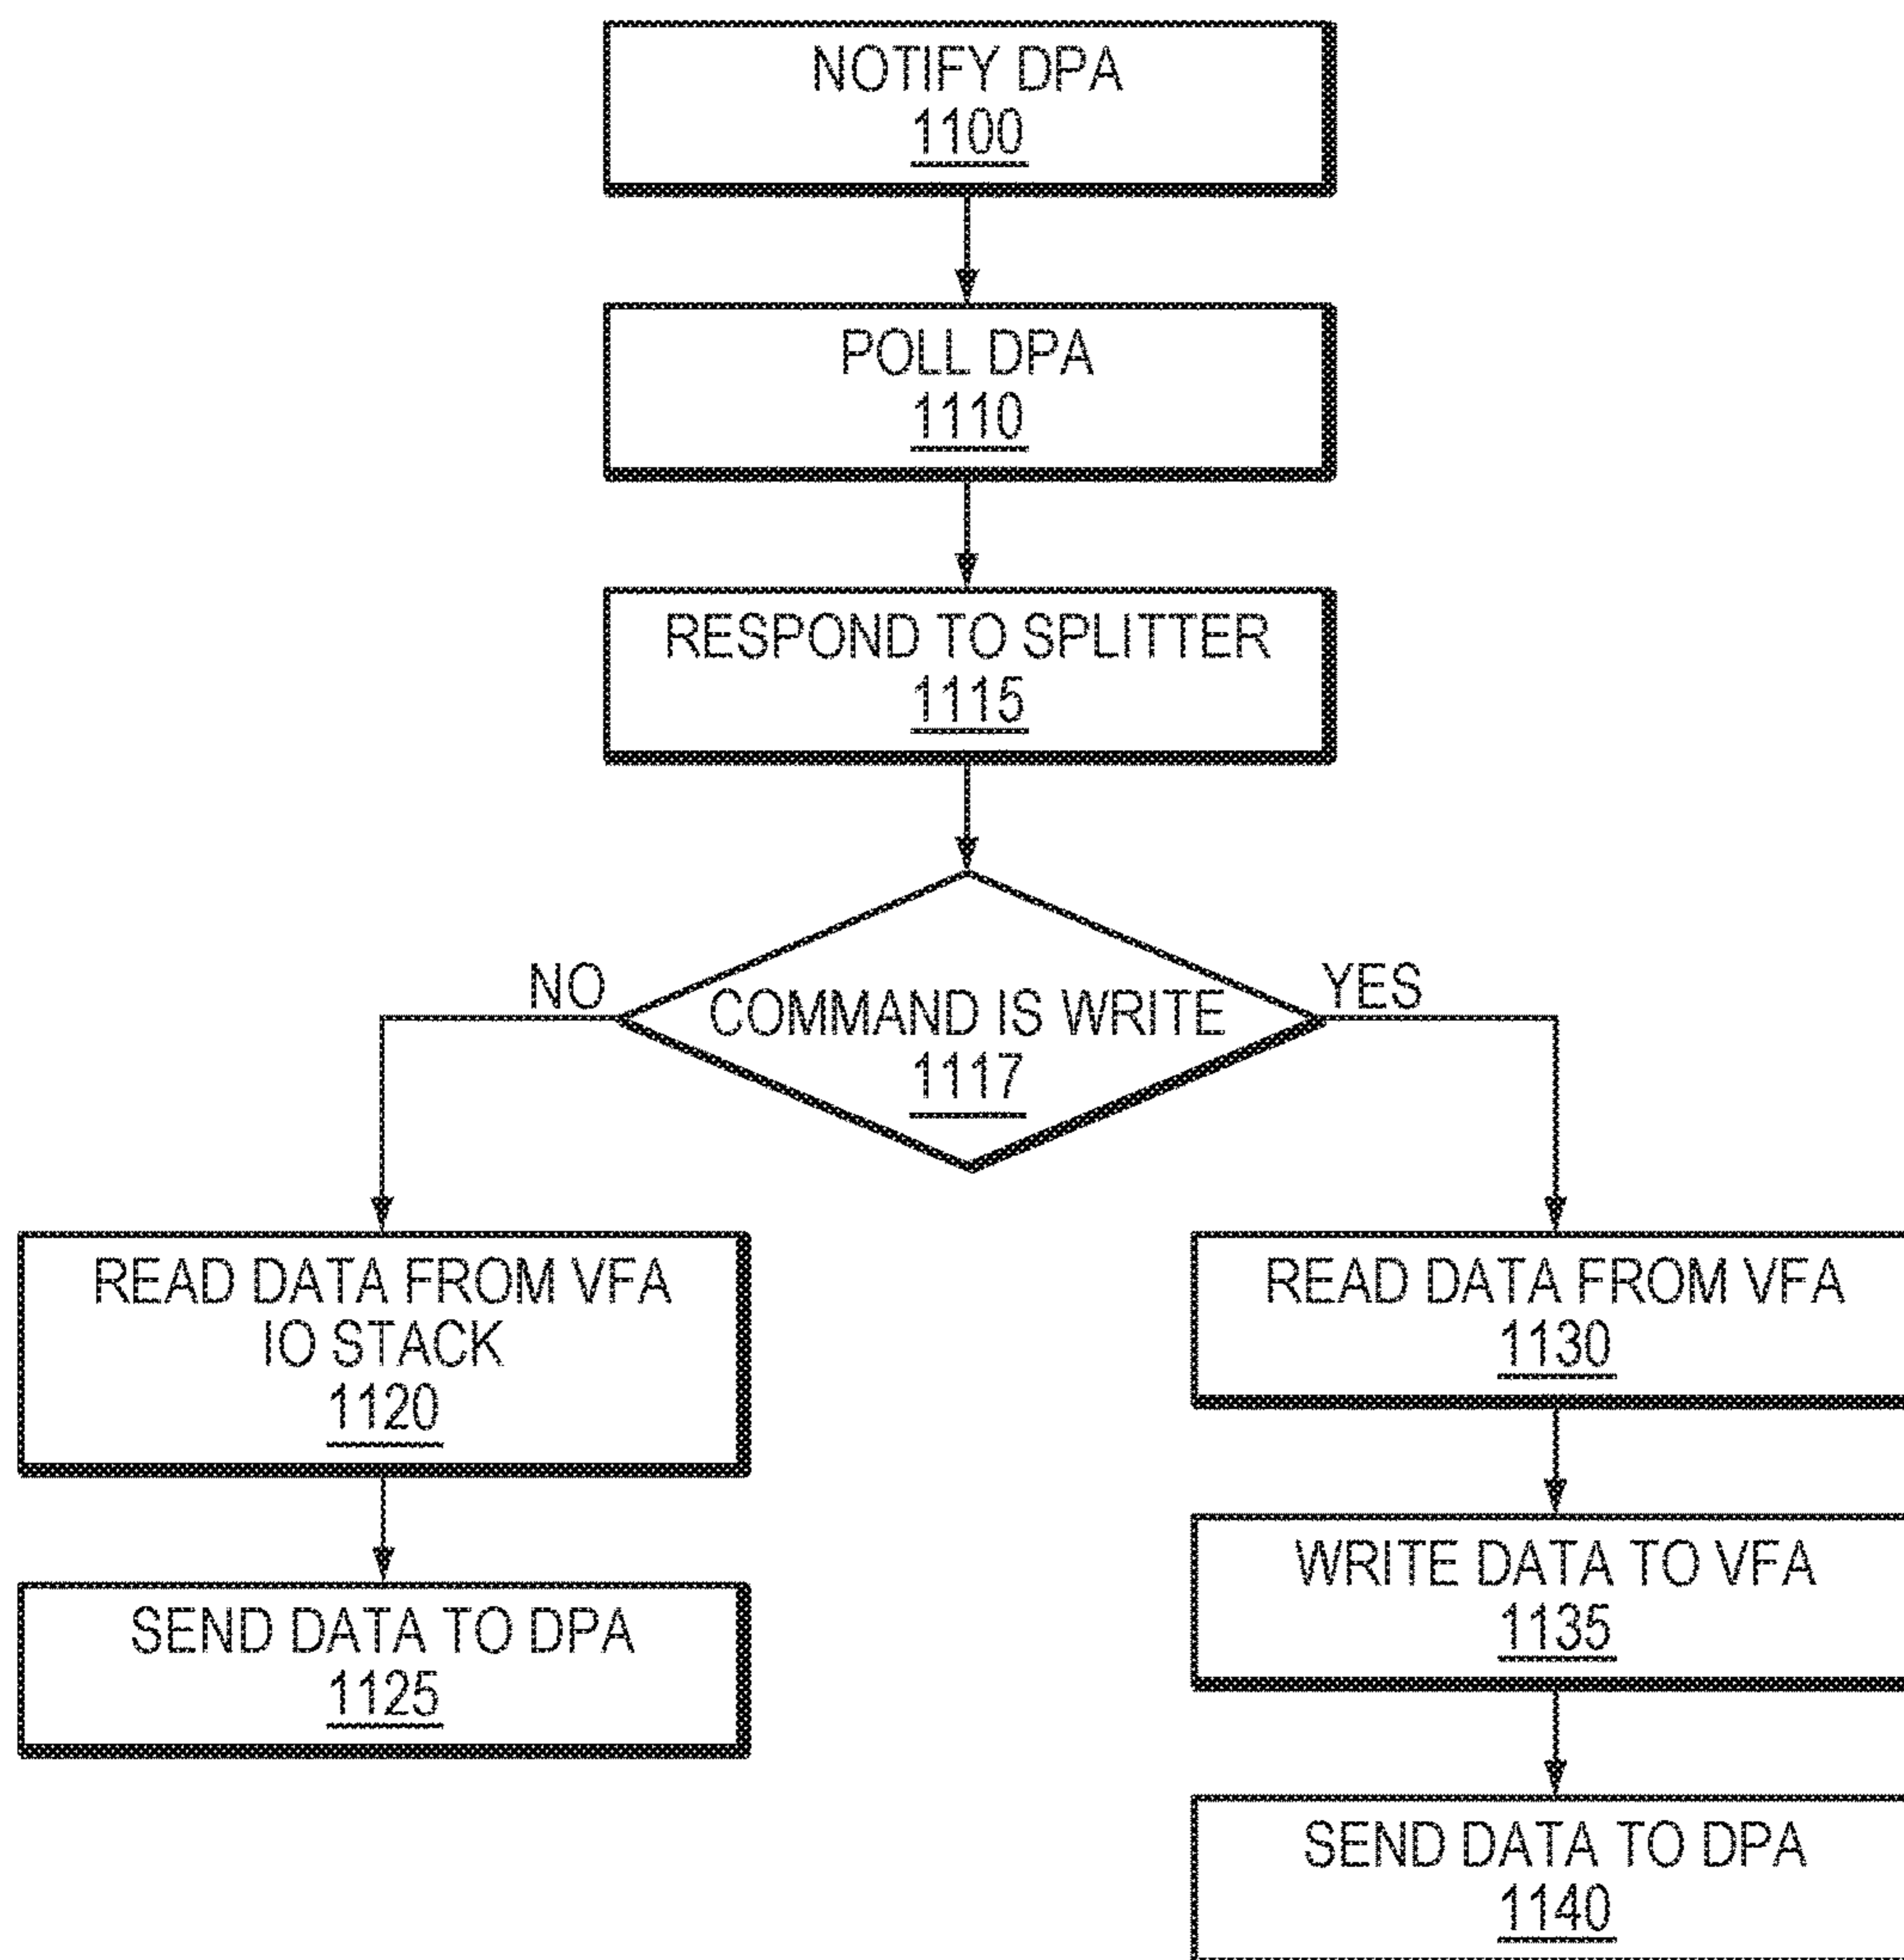 NOTIFY DPA
1100
POLL DPA
1110
RESPOND TO SPLITTER
1115
NO
YES
COMMAND IS WRITE
1117
READ DATA FROM VFA
IO STACK
1120
SEND DATA TO DPA
1125
READ DATA FROM VFA
1130
WRITE DATA TO VFA
1135
SEND DATA TO DPA
1140